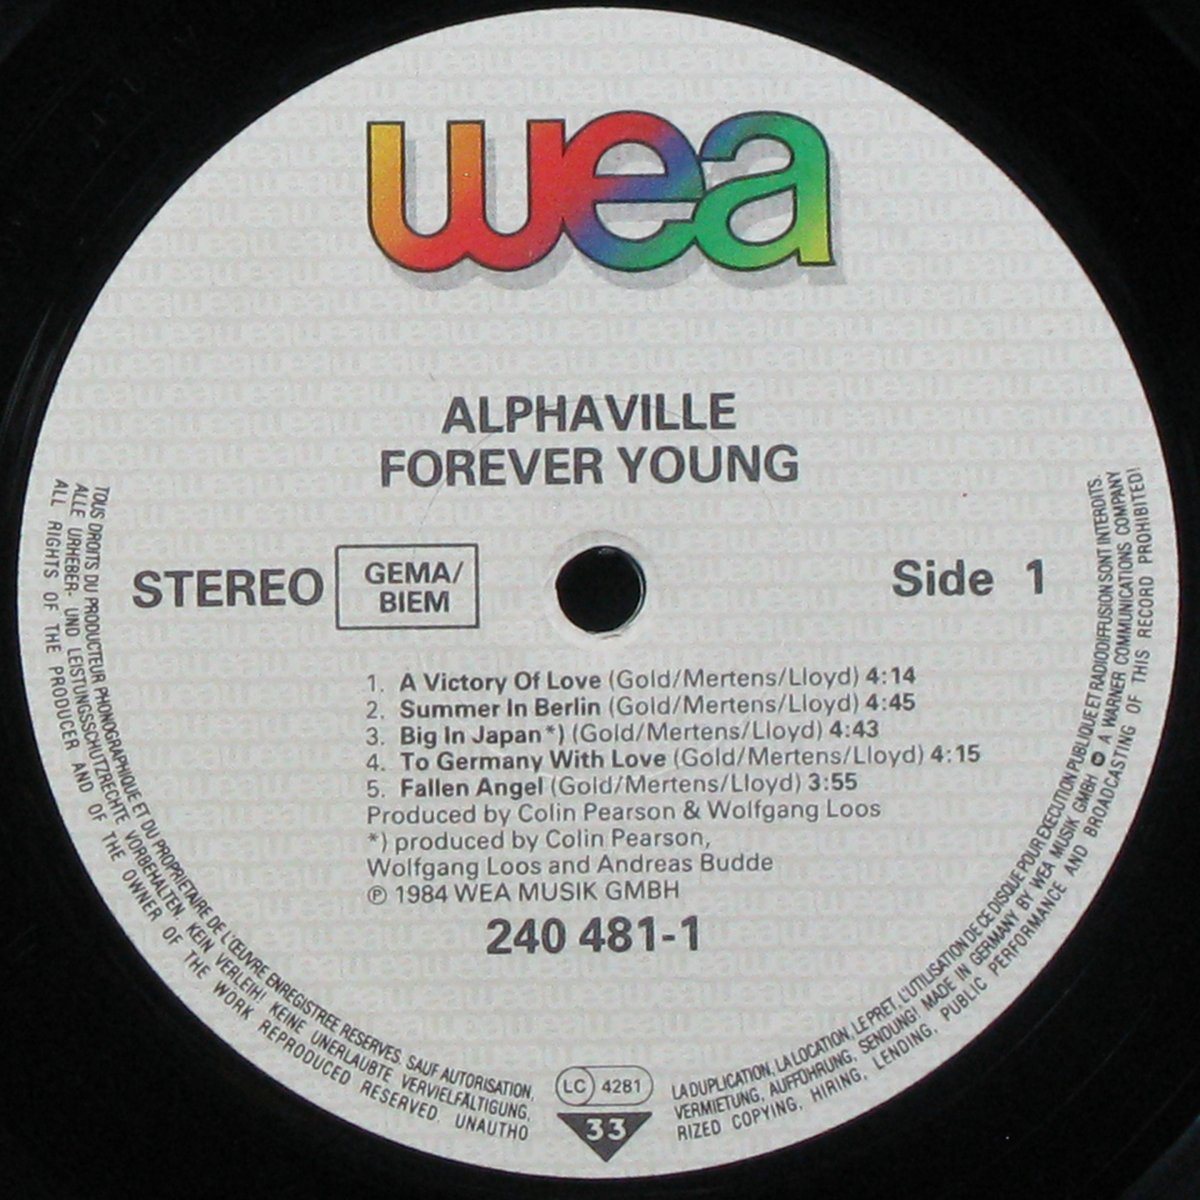 wea
ALPHAVILLE
FOREVER YOUNG
STEREO
GEMA/
BIEM
Side 1
1. A Victory Of Love (Gold/Mertens/Lloyd) 4:14
2. Summer In Berlin (Gold/Mertens/Lloyd) 4:45
3. Big In Japan*) (Gold/Mertens/Lloyd) 4:43
4. To Germany With Love (Gold/Mertens/Lloyd) 4:15
5. Fallen Angel (Gold/Mertens/Lloyd) 3:55
Produced by Colin Pearson & Wolfgang Loos
*) produced by Colin Pearson,
Wolfgang Loos and Andreas Budde
℗ 1984 WEA MUSIK GMBH
240 481-1
TOUS DROITS DU PRODUCTEUR PHONOGRAPHIQUE ET DU PROPRIETAIRE DE L'ŒUVRE ENREGISTREE RESERVES. SAUF AUTORISATION, LA DUPLICATION, LA LOCATION, LE PRET, L'UTILISATION DE CE DISQUE POUR EXECUTION PUBLIQUE ET RADIODIFFUSION SONT INTERDITS.
ALLE URHEBER- UND LEISTUNGSSCHUTZRECHTE VORBEHALTEN. KEIN VERLEIH! KEINE UNERLAUBTE VERVIELFÄLTIGUNG, VERMIETUNG, AUFFÜHRUNG, SENDUNG! MADE IN GERMANY BY WEA MUSIK GMBH A WARNER COMMUNICATIONS COMPANY
ALL RIGHTS OF THE PRODUCER AND OF THE OWNER OF THE WORK REPRODUCED RESERVED. UNAUTHORIZED COPYING, HIRING, LENDING, PUBLIC PERFORMANCE AND BROADCASTING OF THIS RECORD PROHIBITED!
LC 4281
33